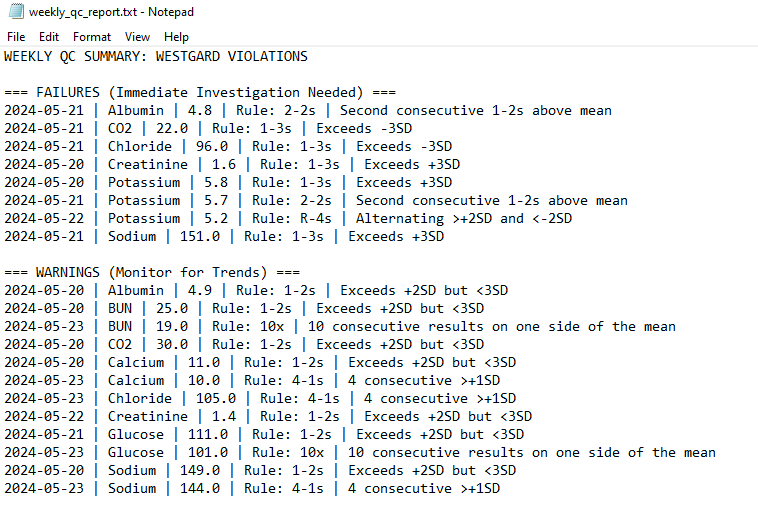 weekly_qc_report.txt - Notepad
File Edit Format View Help
WEEKLY QC SUMMARY: WESTGARD VIOLATIONS
=== FAILURES (Immediate Investigation Needed) ===
2024-05-21 | Albumin | 4.8 | Rule: 2-2s | Second consecutive 1-2s above mean
2024-05-21 | CO2 | 22.0 | Rule: 1-3s | Exceeds -3SD
2024-05-21 | Chloride | 96.0 | Rule: 1-3s | Exceeds -3SD
2024-05-20 | Creatinine | 1.6 | Rule: 1-3s | Exceeds +3SD
2024-05-20 | Potassium | 5.8 | Rule: 1-3s | Exceeds +3SD
2024-05-21 | Potassium | 5.7 | Rule: 2-2s | Second consecutive 1-2s above mean
2024-05-22 | Potassium | 5.2 | Rule: R-4s | Alternating >+2SD and <-2SD
2024-05-21 | Sodium | 151.0 | Rule: 1-3s | Exceeds +3SD
=== WARNINGS (Monitor for Trends) ===
2024-05-20 | Albumin | 4.9 | Rule: 1-2s | Exceeds +2SD but <3SD
2024-05-20 | BUN | 25.0 | Rule: 1-2s | Exceeds +2SD but <3SD
2024-05-23 | BUN | 19.0 | Rule: 10x | 10 consecutive results on one side of the mean
2024-05-20 | CO2 | 30.0 | Rule: 1-2s | Exceeds +2SD but <3SD
2024-05-20 | Calcium | 11.0 | Rule: 1-2s | Exceeds +2SD but <3SD
2024-05-23 | Calcium | 10.0 | Rule: 4-1s | 4 consecutive >+1SD
2024-05-23 | Chloride | 105.0 | Rule: 4-1s | 4 consecutive >+1SD
2024-05-22 | Creatinine | 1.4 | Rule: 1-2s | Exceeds +2SD but <3SD
2024-05-21 | Glucose | 111.0 | Rule: 1-2s | Exceeds +2SD but <3SD
2024-05-23 | Glucose | 101.0 | Rule: 10x | 10 consecutive results on one side of the mean
2024-05-20 | Sodium | 149.0 | Rule: 1-2s | Exceeds +2SD but <3SD
2024-05-23 | Sodium | 144.0 | Rule: 4-1s | 4 consecutive >+1SD